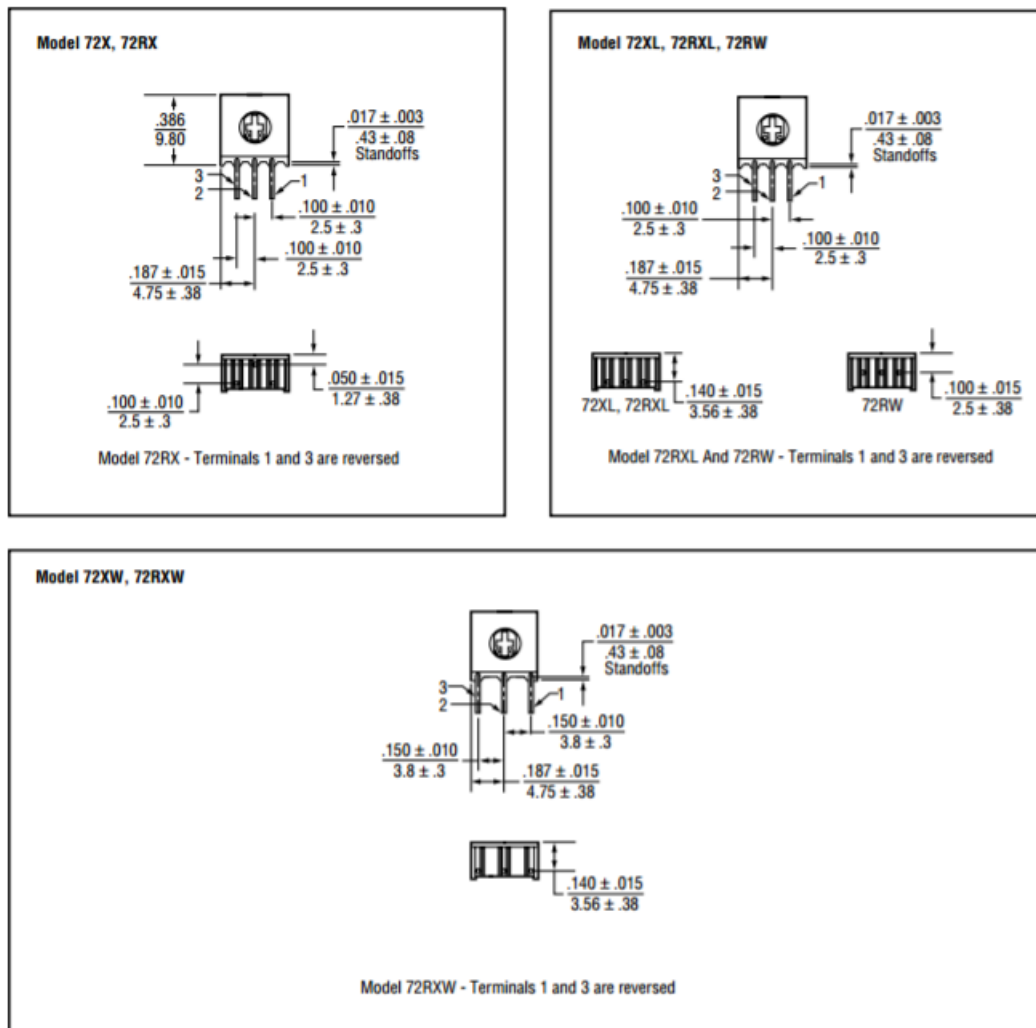 Model 72X, 72RX
.386
9.80
.017 ± .003
.43 ± .08
Standoffs
3
2
1
.100 ± .010
2.5 ± .3
.100 ± .010
2.5 ± .3
.187 ± .015
4.75 ± .38
.100 ± .010
2.5 ± .3
.050 ± .015
1.27 ± .38
Model 72RX - Terminals 1 and 3 are reversed
Model 72XL, 72RXL, 72RW
.017 ± .003
.43 ± .08
Standoffs
3
2
1
.100 ± .010
2.5 ± .3
.100 ± .010
2.5 ± .3
.187 ± .015
4.75 ± .38
72XL, 72RXL
.140 ± .015
3.56 ± .38
72RW
.100 ± .015
2.5 ± .38
Model 72RXL And 72RW - Terminals 1 and 3 are reversed
Model 72XW, 72RXW
.017 ± .003
.43 ± .08
Standoffs
3
2
1
.150 ± .010
3.8 ± .3
.150 ± .010
3.8 ± .3
.187 ± .015
4.75 ± .38
.140 ± .015
3.56 ± .38
Model 72RXW - Terminals 1 and 3 are reversed